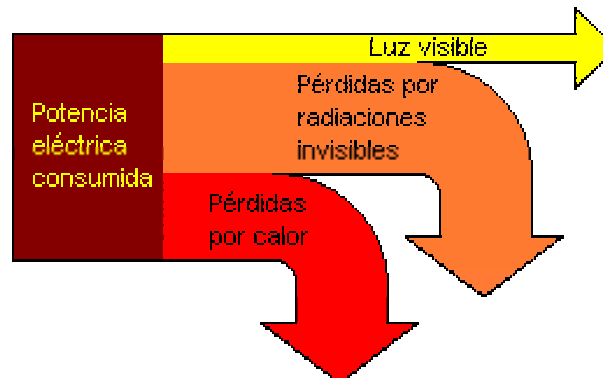 Luz visible
Pérdidas por
radiaciones
invisibles
Potencia
eléctrica
consumida
Pérdidas
por calor